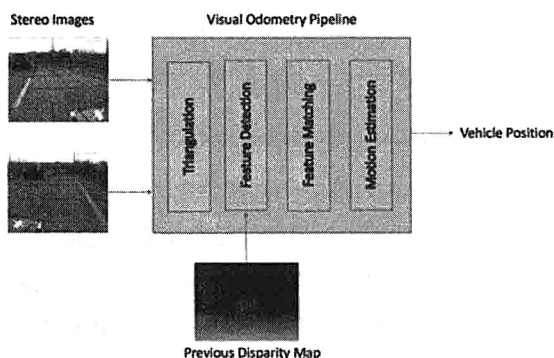 Stereo Images
Visual Odometry Pipeline
Triangulation
Feature Detection
Feature Matching
Motion Estimation
Vehicle Position
Previous Disparity Map